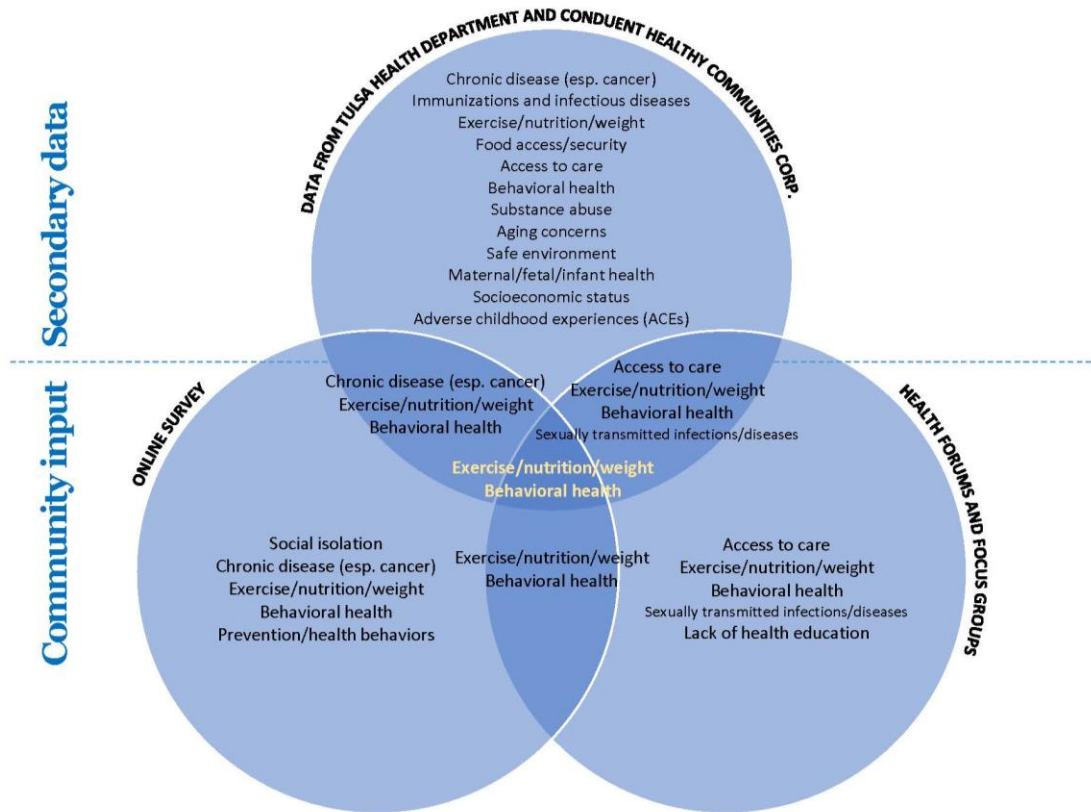 DATA FROM TULSA HEALTH DEPARTMENT AND CONDUENT HEALTHY COMMUNITIES CORP.
Secondary data
Chronic disease (esp. cancer)
Immunizations and infectious diseases
Exercise/nutrition/weight
Food access/security
Access to care
Behavioral health
Substance abuse
Aging concerns
Safe environment
Maternal/fetal/infant health
Socioeconomic status
Adverse childhood experiences (ACEs)
Community input
ONLINE SURVEY
Chronic disease (esp. cancer)
Exercise/nutrition/weight
Behavioral health
Access to care
Exercise/nutrition/weight
Behavioral health
Sexually transmitted infections/diseases
HEALTH FORUMS AND FOCUS GROUPS
Exercise/nutrition/weight
Behavioral health
Social isolation
Chronic disease (esp. cancer)
Exercise/nutrition/weight
Behavioral health
Prevention/health behaviors
Exercise/nutrition/weight
Behavioral health
Access to care
Exercise/nutrition/weight
Behavioral health
Sexually transmitted infections/diseases
Lack of health education